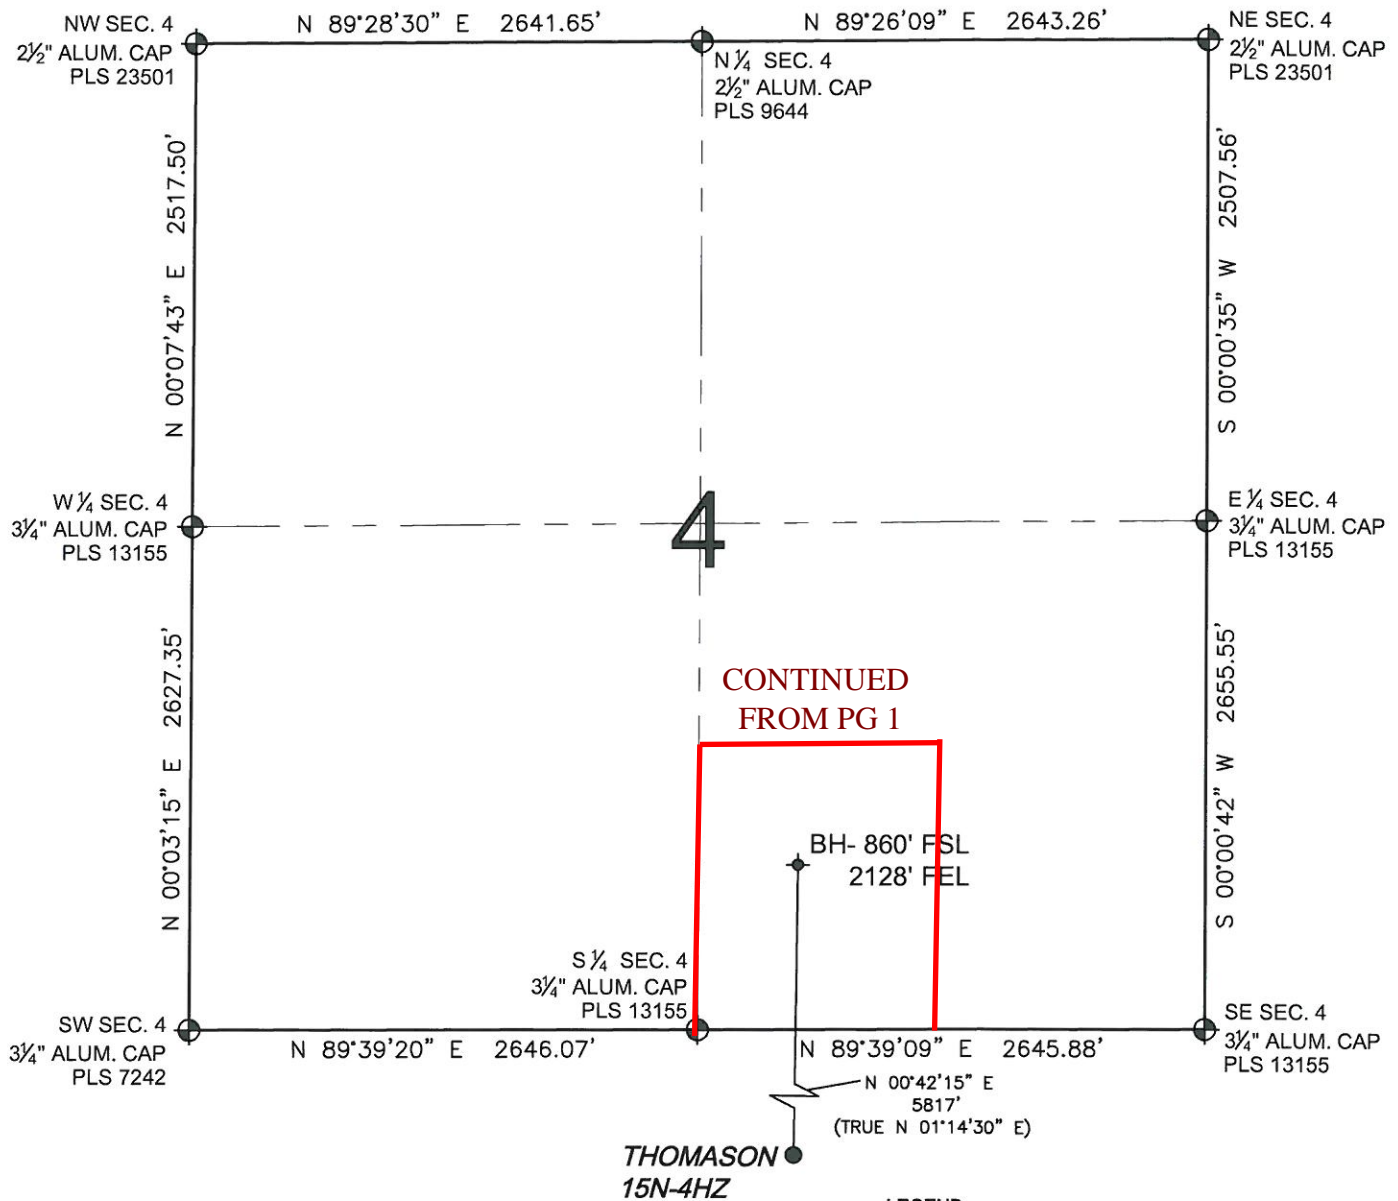 NW SEC. 4
2½" ALUM. CAP
PLS 23501
N 89°28'30" E 2641.65'
N 89°26'09" E 2643.26'
NE SEC. 4
2½" ALUM. CAP
PLS 23501
N ¼ SEC. 4
2½" ALUM. CAP
PLS 9644
N 00°07'43" E 2517.50'
S 00°00'35" W 2507.56'
W ¼ SEC. 4
3¼" ALUM. CAP
PLS 13155
4
E ¼ SEC. 4
3¼" ALUM. CAP
PLS 13155
N 00°03'15" E 2627.35'
S 00°00'42" W 2655.55'
CONTINUED
FROM PG 1
BH- 860' FSL
2128' FEL
S ¼ SEC. 4
3¼" ALUM. CAP
PLS 13155
SW SEC. 4
3¼" ALUM. CAP
PLS 7242
N 89°39'20" E 2646.07'
N 89°39'09" E 2645.88'
SE SEC. 4
3¼" ALUM. CAP
PLS 13155
N 00°42'15" E
5817'
(TRUE N 01°14'30" E)
THOMASON
15N-4HZ